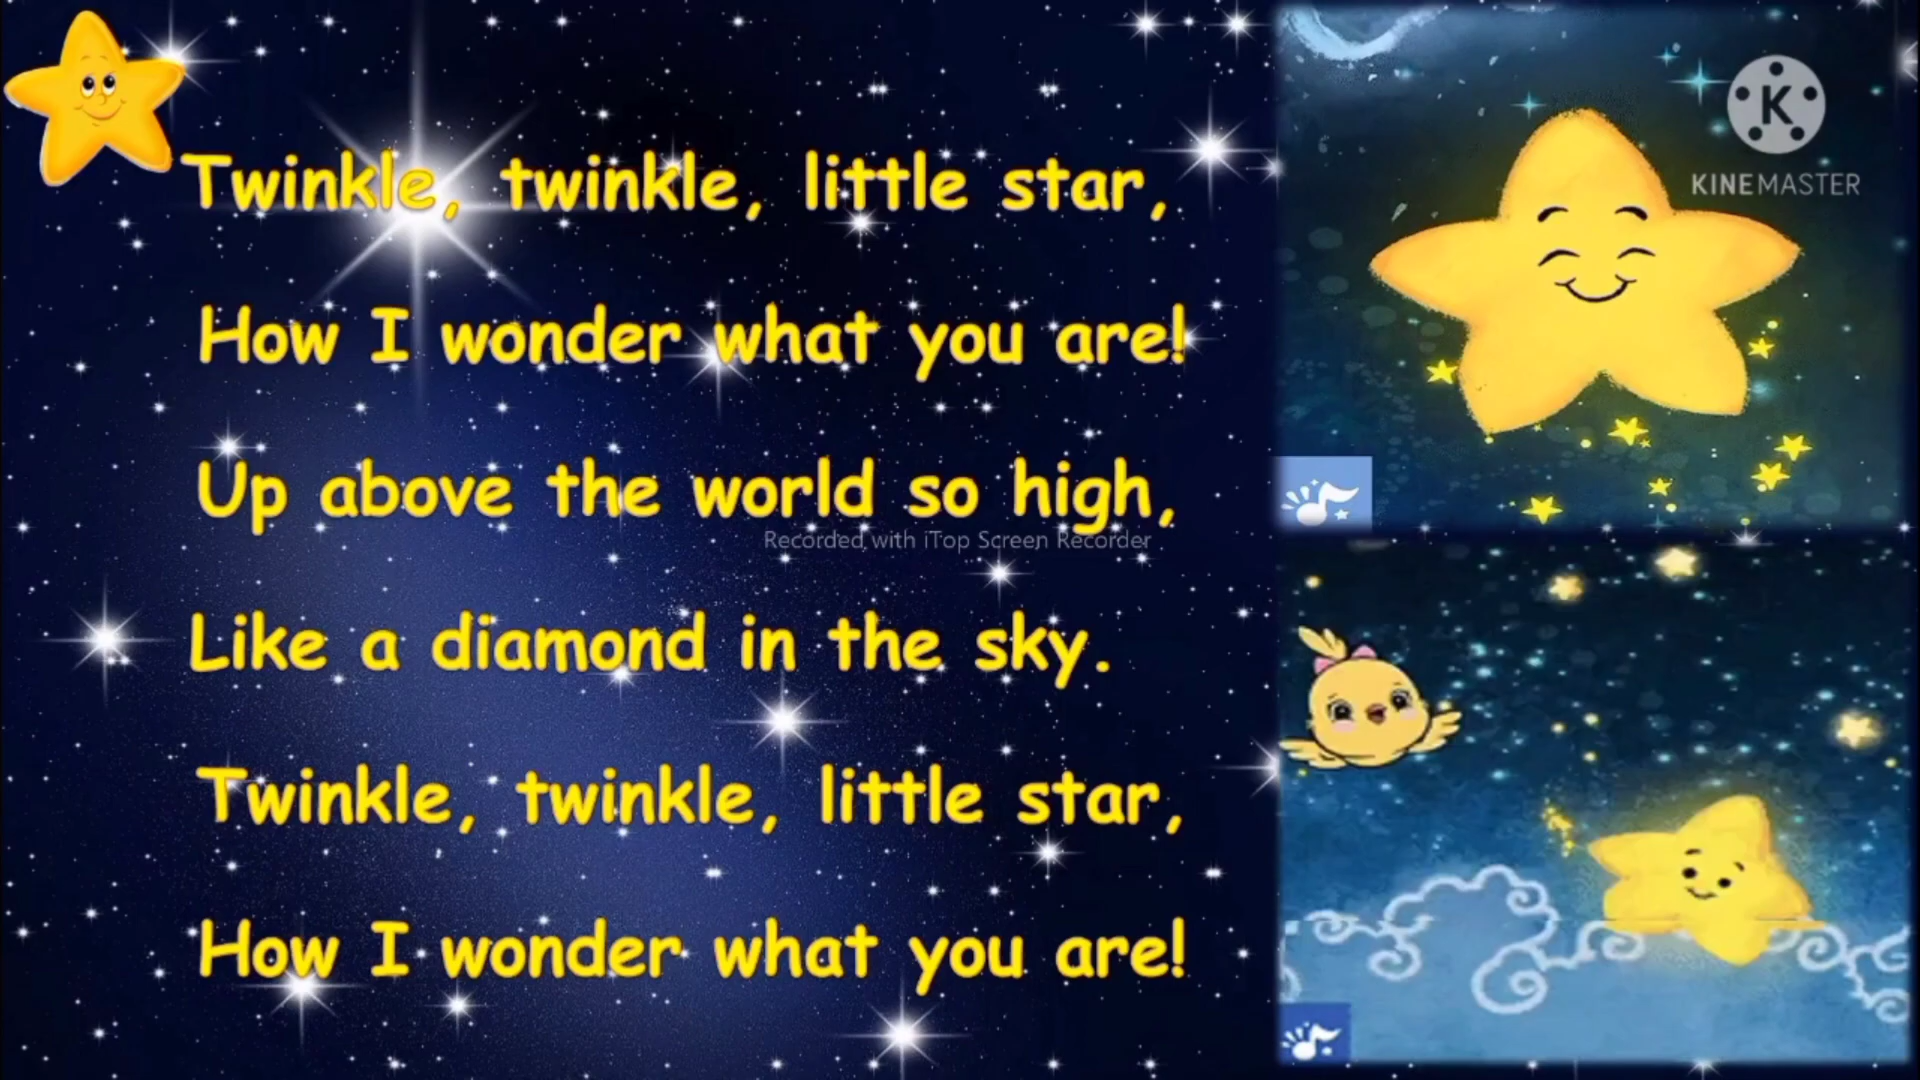 Twinkle, twinkle, little star,
How I wonder what you are!
Up above the world so high,
Recorded with iTop Screen Recorder
Like a diamond in the sky.
Twinkle, twinkle, little star,
How I wonder what you are!
K
KINEMASTER